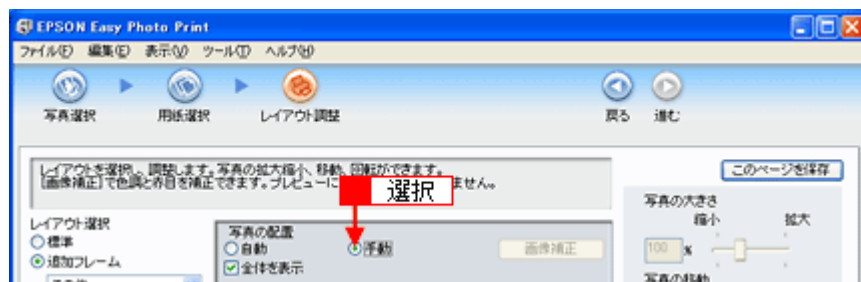 EPSON Easy Photo Print
ファイル(F) 編集(E) 表示(V) ツール(T) ヘルプ(H)
写真選択 用紙選択 レイアウト調整 戻る 進む
レイアウトを選択し、調整します。写真の拡大縮小、移動、回転ができます。
[画像補正]で色調と赤目を補正できます。プレビューに
ません。
選択
このページを保存
写真の大きさ
縮小 拡大
100 %
写真の移動
レイアウト選択
標準
追加フレーム
写真の配置
自動 手動
全体を表示
画像補正